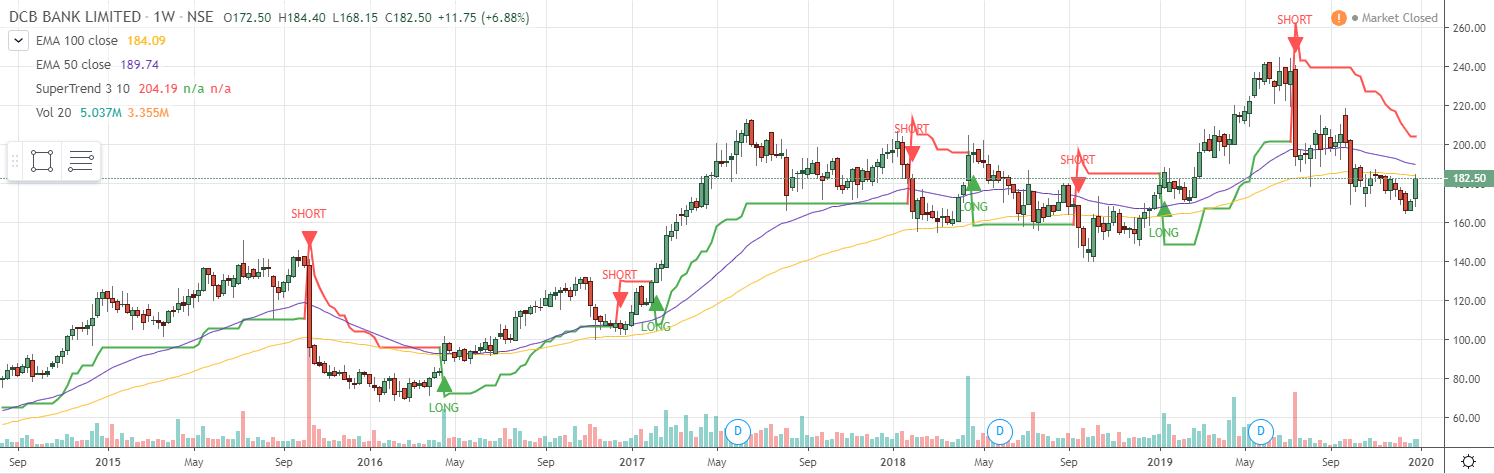 DCB BANK LIMITED · 1W · NSE O172.50 H184.40 L168.15 C182.50 +11.75 (+6.88%)
! Market Closed
EMA 100 close 184.09
EMA 50 close 189.74
SuperTrend 3 10 204.19 n/a n/a
Vol 20 5.037M 3.355M
SHORT
SHORT
SHORT
SHORT
SHORT
LONG
LONG
LONG
LONG
260.00
240.00
220.00
200.00
182.50
180.00
160.00
140.00
120.00
100.00
80.00
60.00
D D D
Sep 2015 May Sep 2016 May Sep 2017 May Sep 2018 May Sep 2019 May Sep 2020